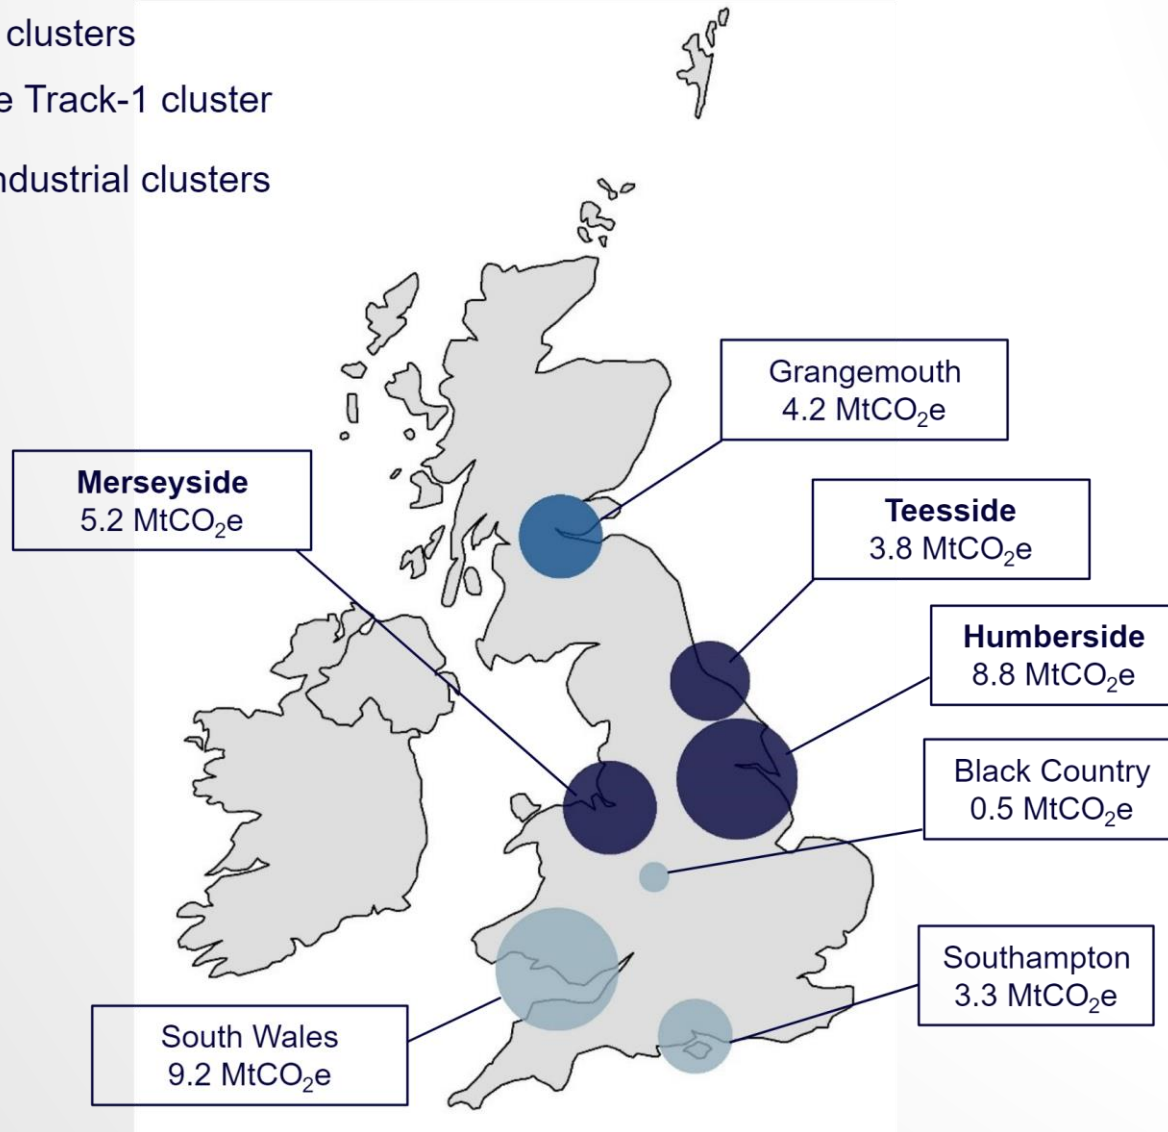 clusters
e Track-1 cluster
ndustrial clusters
Grangemouth
4.2 MtCO₂e
Merseyside
5.2 MtCO₂e
Teesside
3.8 MtCO₂e
Humberside
8.8 MtCO₂e
Black Country
0.5 MtCO₂e
Southampton
3.3 MtCO₂e
South Wales
9.2 MtCO₂e